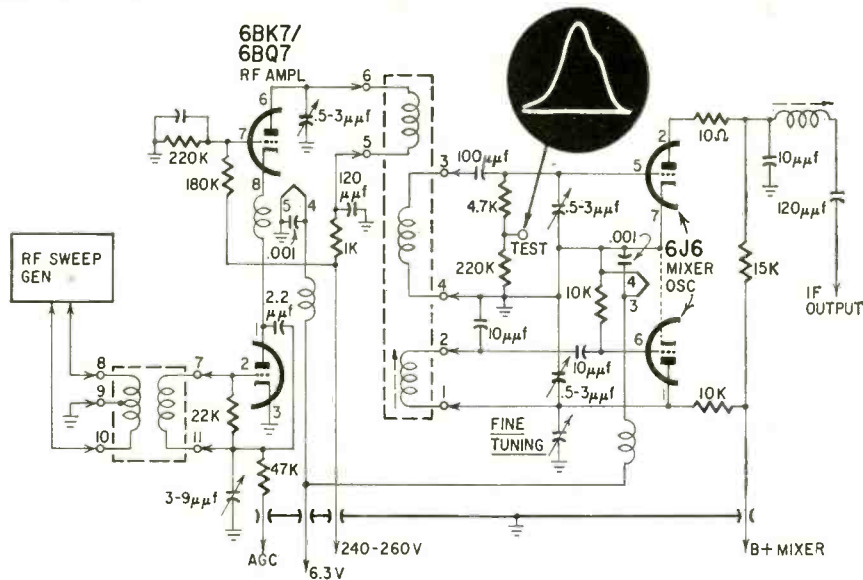 6BK7/
6BQ7
RF AMPL
6
7
8
.5-3μμf
220K
180K
6
5
120
μμf
1K
5
4
.001
3
100μμf
4.7K
TEST
220K
4
.5-3μμf
5
2
7
10Ω
10μμf
120μμf
6J6
MIXER
OSC
.001
4
3
10K
15K
IF
OUTPUT
RF SWEEP
GEN
2.2
μμf
1
2
3
8
9
10
7
11
22K
47K
3-9μμf
2
1
10μμf
10μμf
.5-3μμf
6
1
10K
FINE
TUNING
AGC
6.3V
240-260V
B+ MIXER